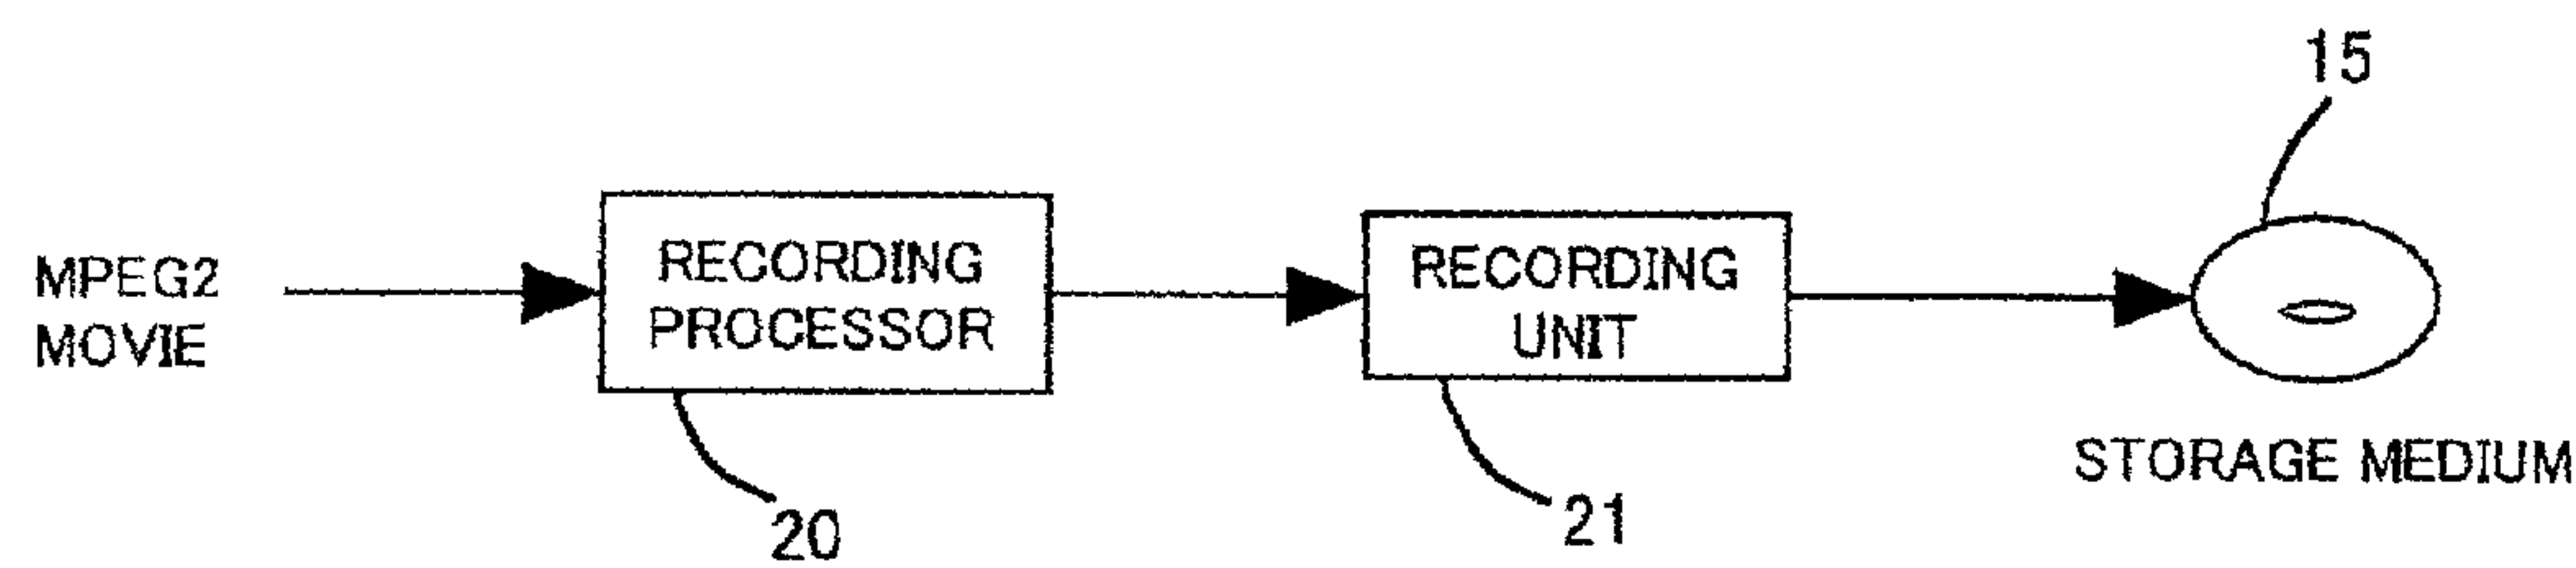 15
MPEG2
MOVIE
RECORDING
PROCESSOR
RECORDING
UNIT
STORAGE MEDIUM
20
21